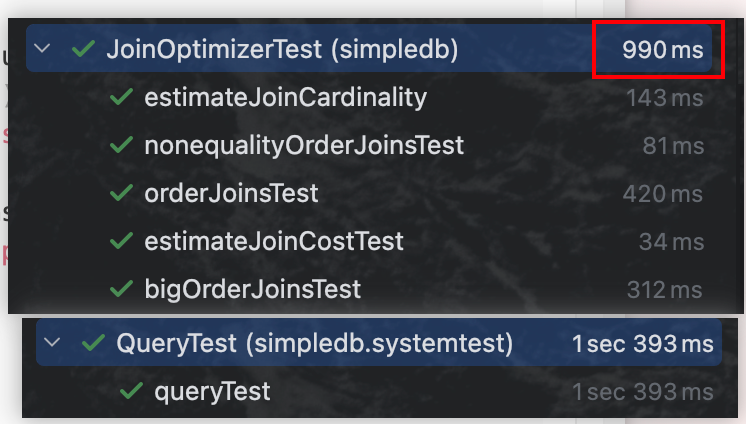 JoinOptimizerTest (simpledb) 990 ms
estimateJoinCardinality 143 ms
nonequalityOrderJoinsTest 81 ms
orderJoinsTest 420 ms
estimateJoinCostTest 34 ms
bigOrderJoinsTest 312 ms
QueryTest (simpledb.systemtest) 1 sec 393 ms
queryTest 1 sec 393 ms